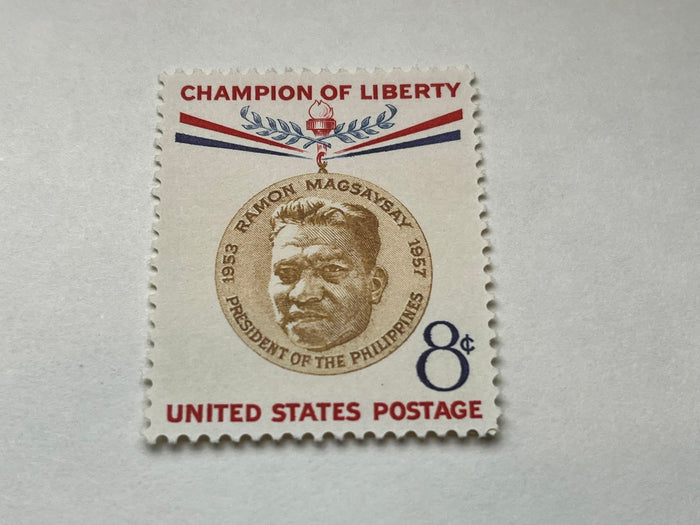 CHAMPION OF LIBERTY
RAMON MAGSAYSAY
1953
1957
PRESIDENT OF THE PHILIPPINES
8¢
UNITED STATES POSTAGE